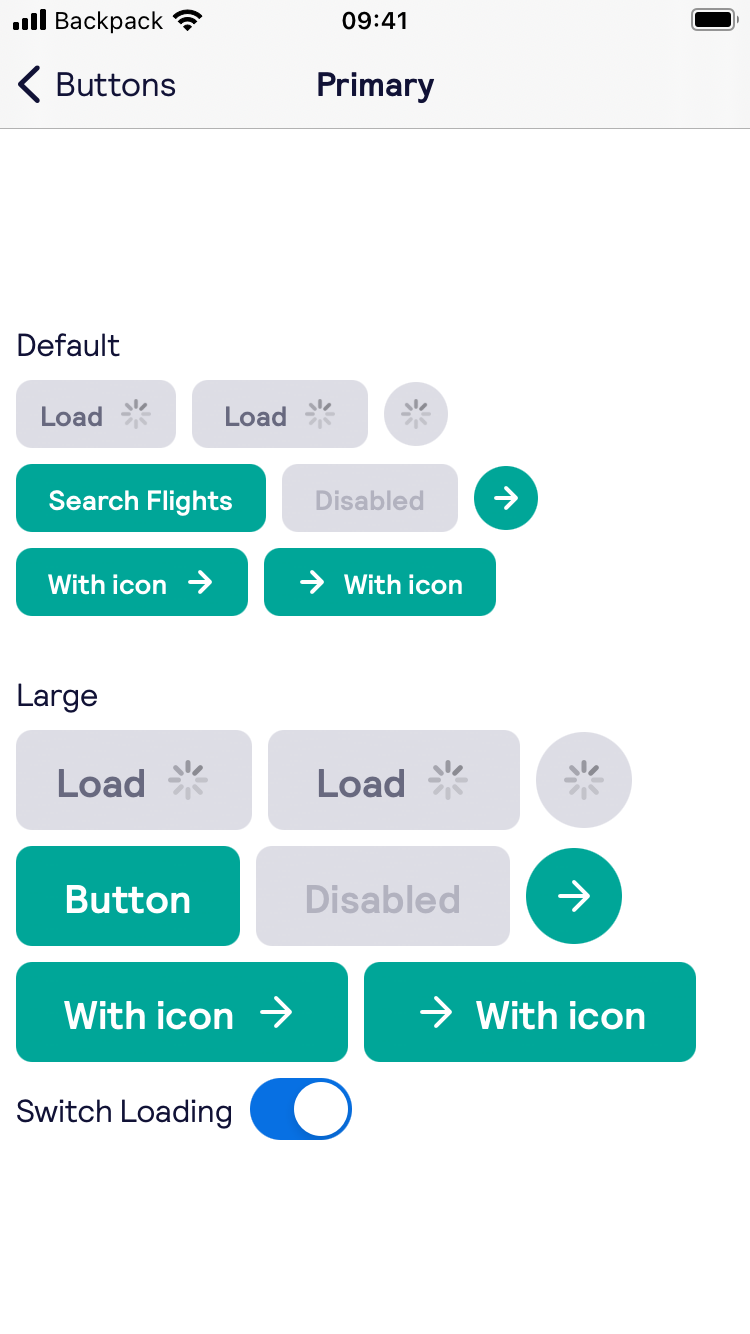 Backpack 09:41
Buttons Primary
Default
Load Load
Search Flights Disabled
With icon With icon
Large
Load Load
Button Disabled
With icon With icon
Switch Loading